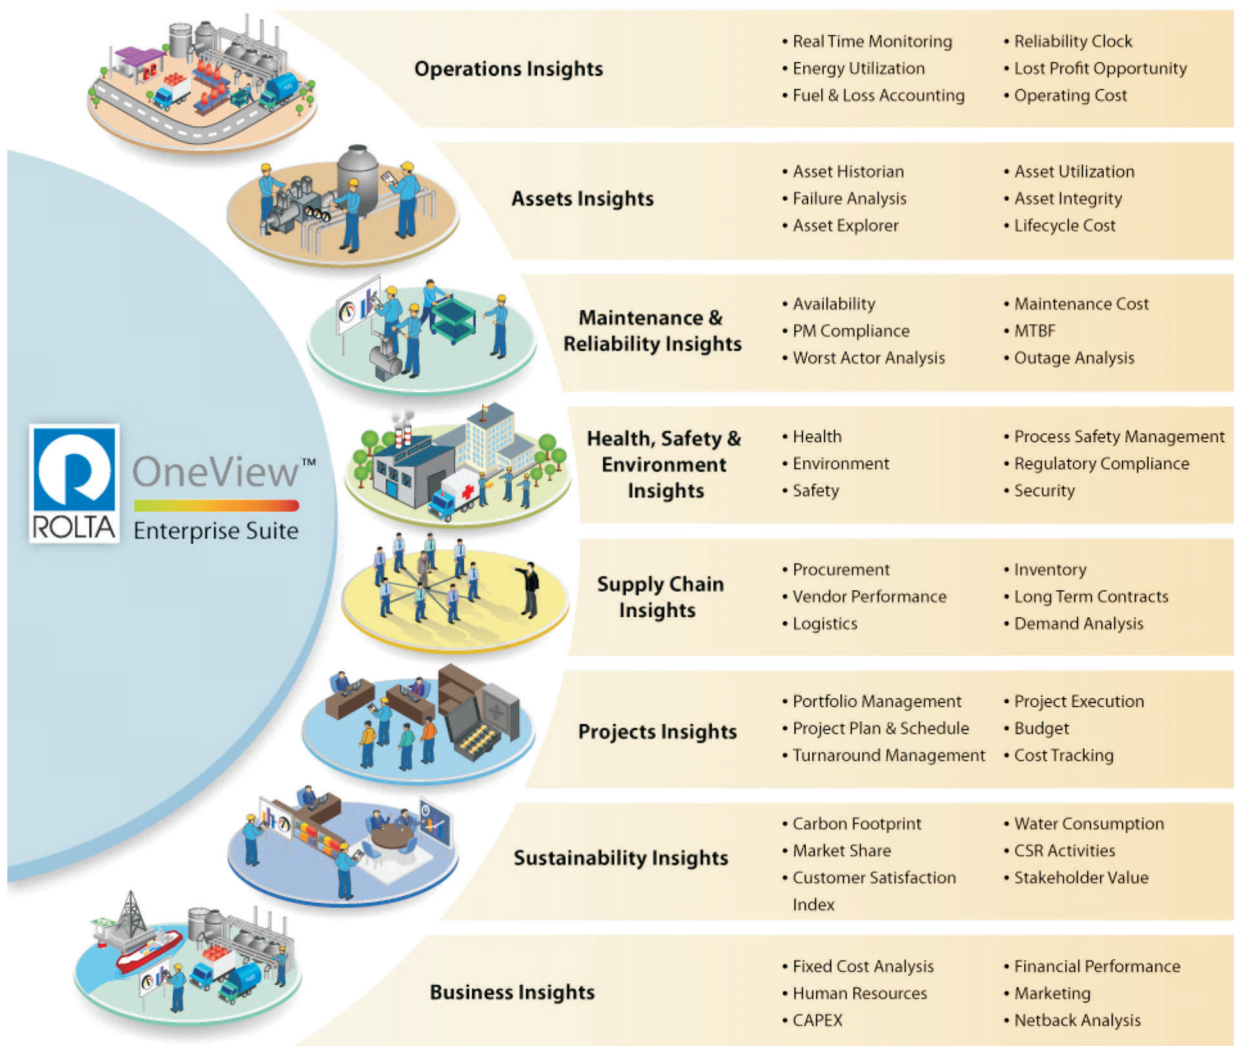 Operations Insights
• Real Time Monitoring
• Energy Utilization
• Fuel & Loss Accounting
• Reliability Clock
• Lost Profit Opportunity
• Operating Cost
Assets Insights
• Asset Historian
• Failure Analysis
• Asset Explorer
• Asset Utilization
• Asset Integrity
• Lifecycle Cost
Maintenance &
Reliability Insights
• Availability
• PM Compliance
• Worst Actor Analysis
• Maintenance Cost
• MTBF
• Outage Analysis
ROLTA
OneView™
Enterprise Suite
Health, Safety &
Environment
Insights
• Health
• Environment
• Safety
• Process Safety Management
• Regulatory Compliance
• Security
Supply Chain
Insights
• Procurement
• Vendor Performance
• Logistics
• Inventory
• Long Term Contracts
• Demand Analysis
Projects Insights
• Portfolio Management
• Project Plan & Schedule
• Turnaround Management
• Project Execution
• Budget
• Cost Tracking
Sustainability Insights
• Carbon Footprint
• Market Share
• Customer Satisfaction
Index
• Water Consumption
• CSR Activities
• Stakeholder Value
Business Insights
• Fixed Cost Analysis
• Human Resources
• CAPEX
• Financial Performance
• Marketing
• Netback Analysis